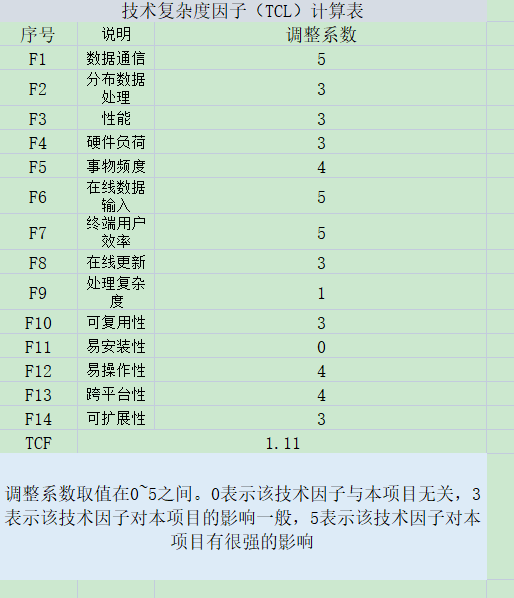 技术复杂度因子（TCL）计算表
序号 说明 调整系数
F1 数据通信 5
F2 分布数据处理 3
F3 性能 3
F4 硬件负荷 3
F5 事物频度 4
F6 在线数据输入 5
F7 终端用户效率 5
F8 在线更新 3
F9 处理复杂度 1
F10 可复用性 3
F11 易安装性 0
F12 易操作性 4
F13 跨平台性 4
F14 可扩展性 3
TCF 1.11
调整系数取值在0~5之间。0表示该技术因子与本项目无关，3
表示该技术因子对本项目的影响一般，5表示该技术因子对本
项目有很强的影响